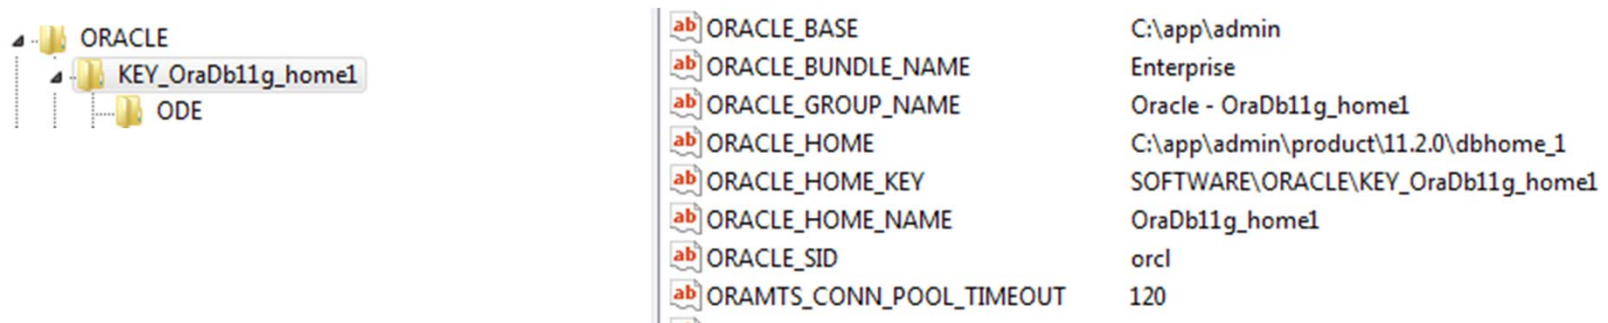 ORACLE
KEY_OraDb11g_home1
ODE
ab ORACLE_BASE C:\app\admin
ab ORACLE_BUNDLE_NAME Enterprise
ab ORACLE_GROUP_NAME Oracle - OraDb11g_home1
ab ORACLE_HOME C:\app\admin\product\11.2.0\dbhome_1
ab ORACLE_HOME_KEY SOFTWARE\ORACLE\KEY_OraDb11g_home1
ab ORACLE_HOME_NAME OraDb11g_home1
ab ORACLE_SID orcl
ab ORAMTS_CONN_POOL_TIMEOUT 120